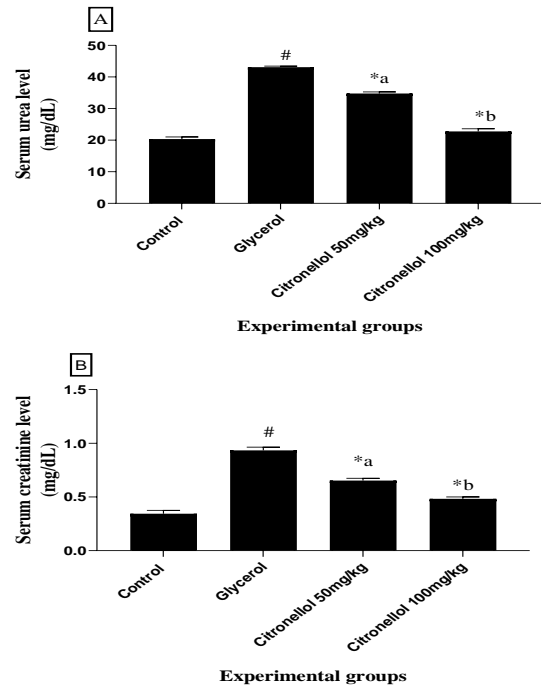 A
Serum urea level
(mg/dL)
50
40
30
20
10
0
#
*a
*b
Control
Glycerol
Citronellol 50mg/kg
Citronellol 100mg/kg
Experimental groups
B
Serum creatinine level
(mg/dL)
1.5
1.0
0.5
0.0
#
*a
*b
Control
Glycerol
Citronellol 50mg/kg
Citronellol 100mg/kg
Experimental groups